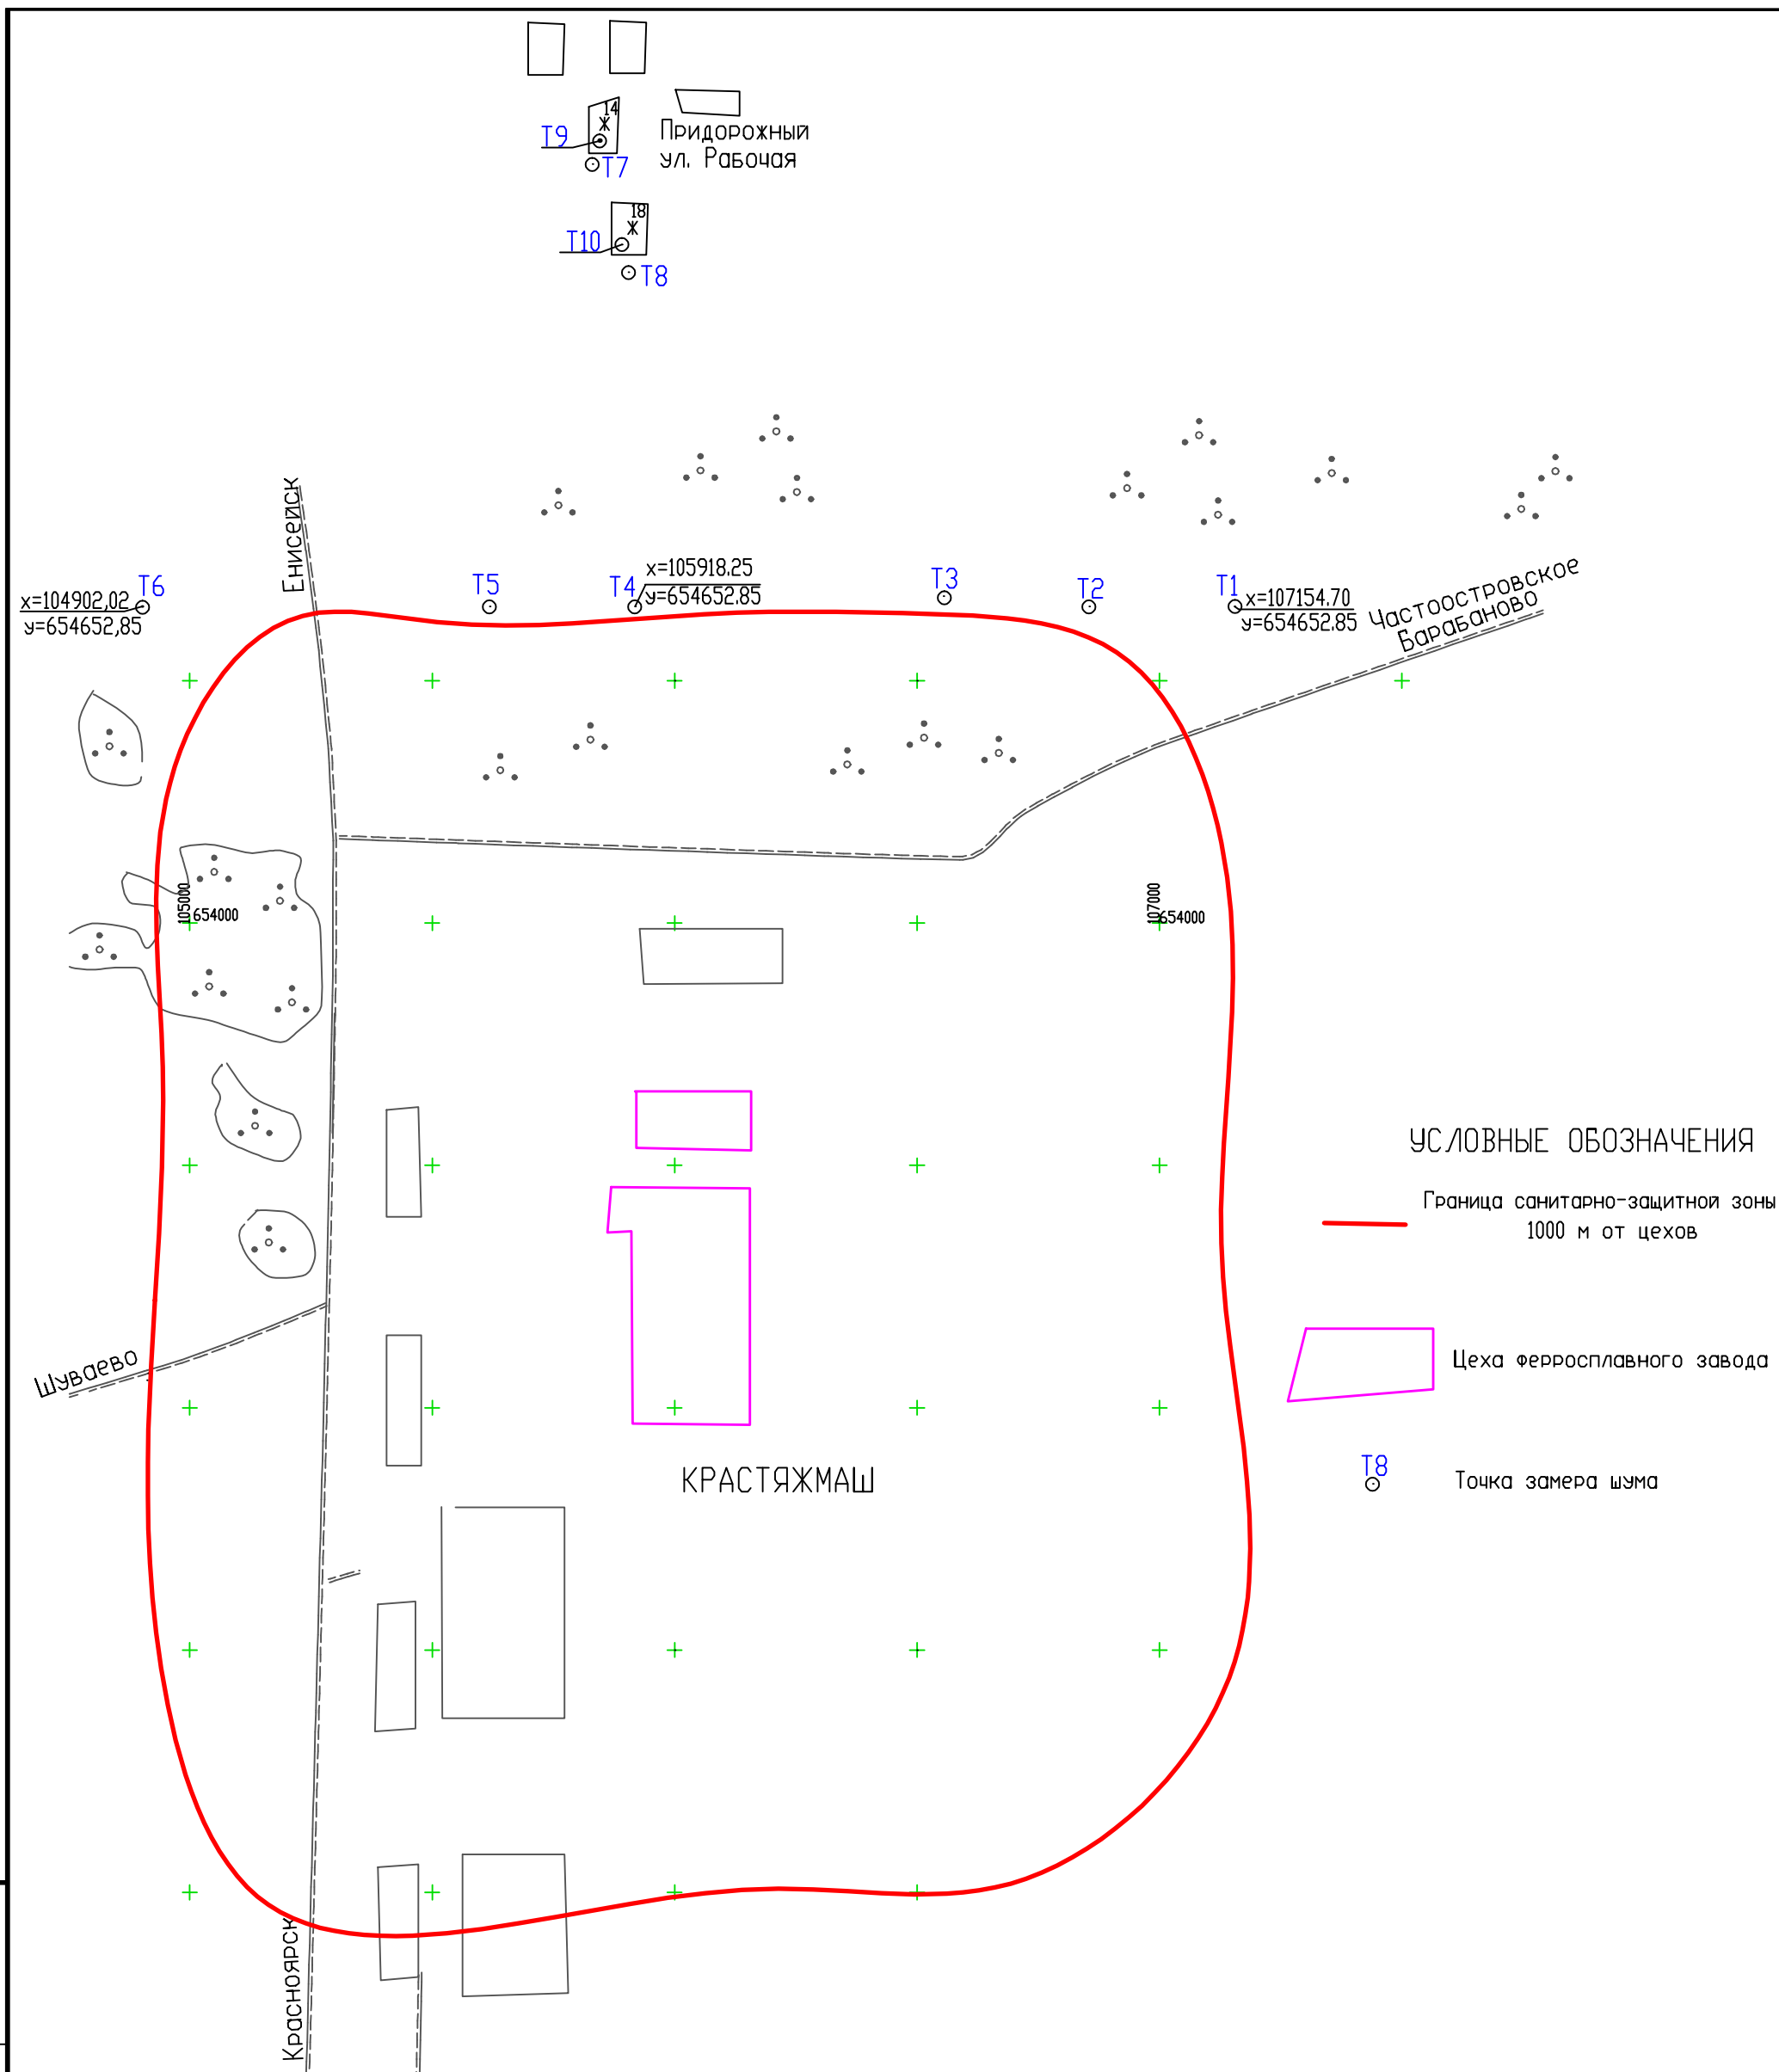 14
Ж
Т9
Т7
Придорожный
ул. Рабочая
18
Ж
Т10
Т8
Енисейск
x=104902,02
y=654652,85
Т6
Т5
Т4
x=105918.25
y=654652.85
Т3
Т2
Т1
x=107154.70
y=654652.85
Частоостровское
Барабаново
105000
654000
107000
654000
УСЛОВНЫЕ ОБОЗНАЧЕНИЯ
Граница санитарно-защитной зоны
1000 м от цехов
Шуваево
Цеха ферросплавного завода
КРАСТЯЖМАШ
Т8
Точка замера шума
Красноярск